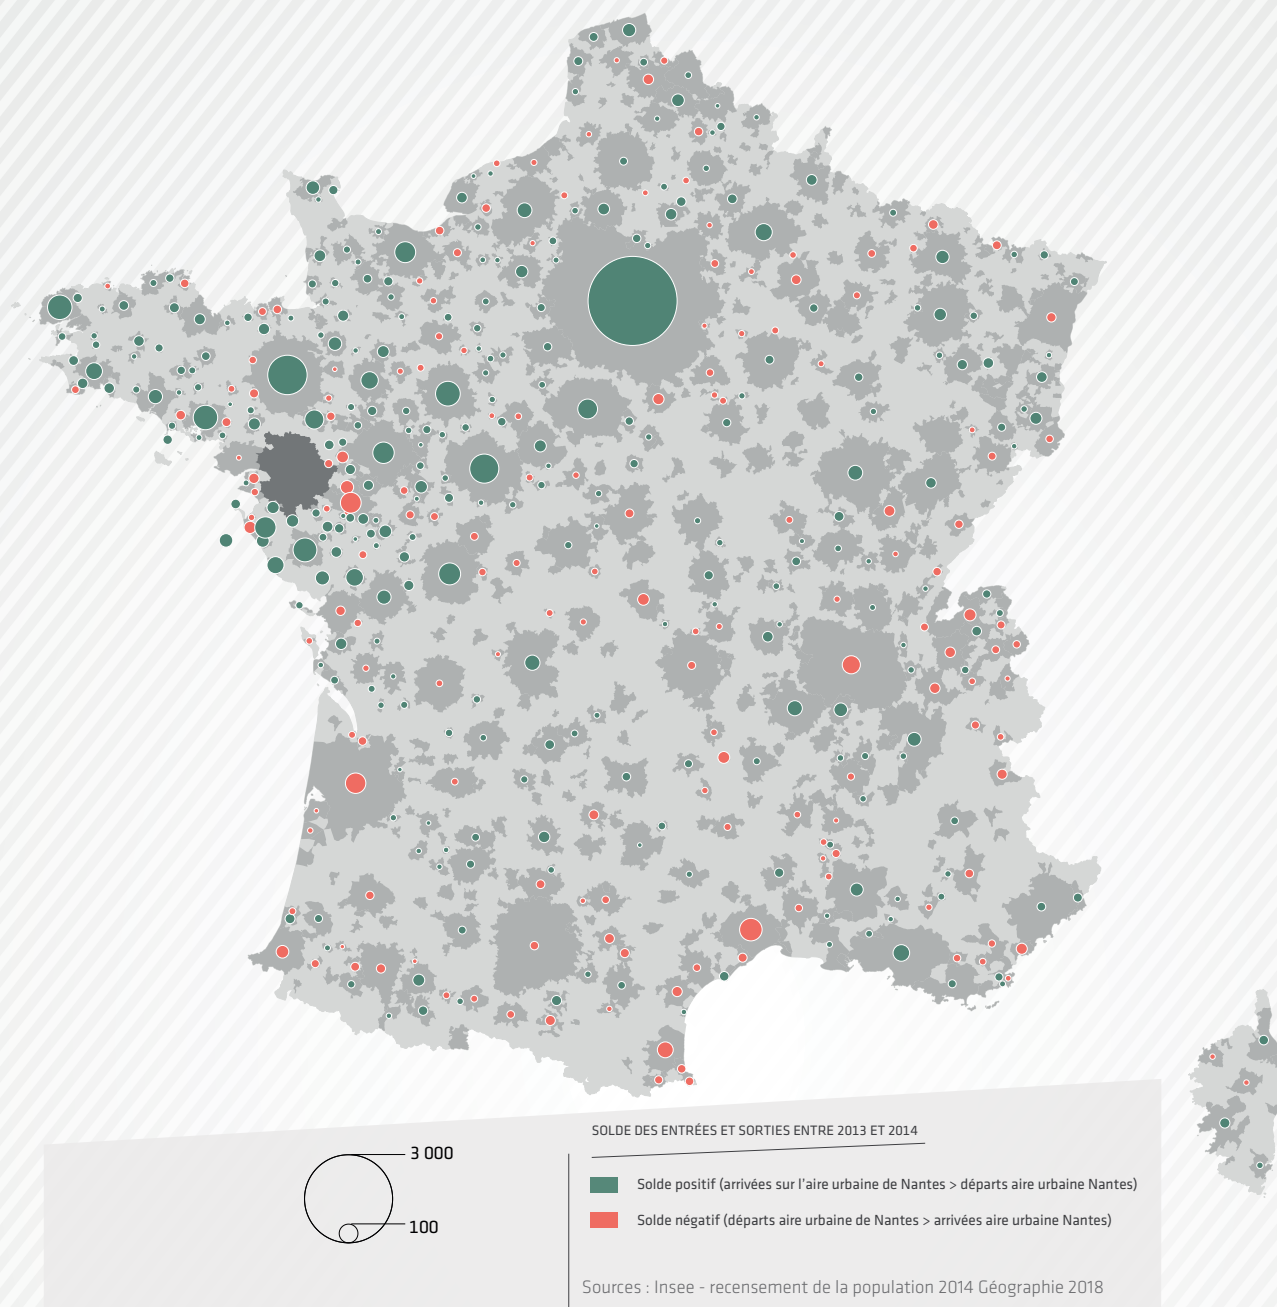 3 000
100
SOLDE DES ENTRÉES ET SORTIES ENTRE 2013 ET 2014
Solde positif (arrivées sur l'aire urbaine de Nantes > départs aire urbaine Nantes)
Solde négatif (départs aire urbaine de Nantes > arrivées aire urbaine Nantes)
Sources : Insee - recensement de la population 2014 Géographie 2018